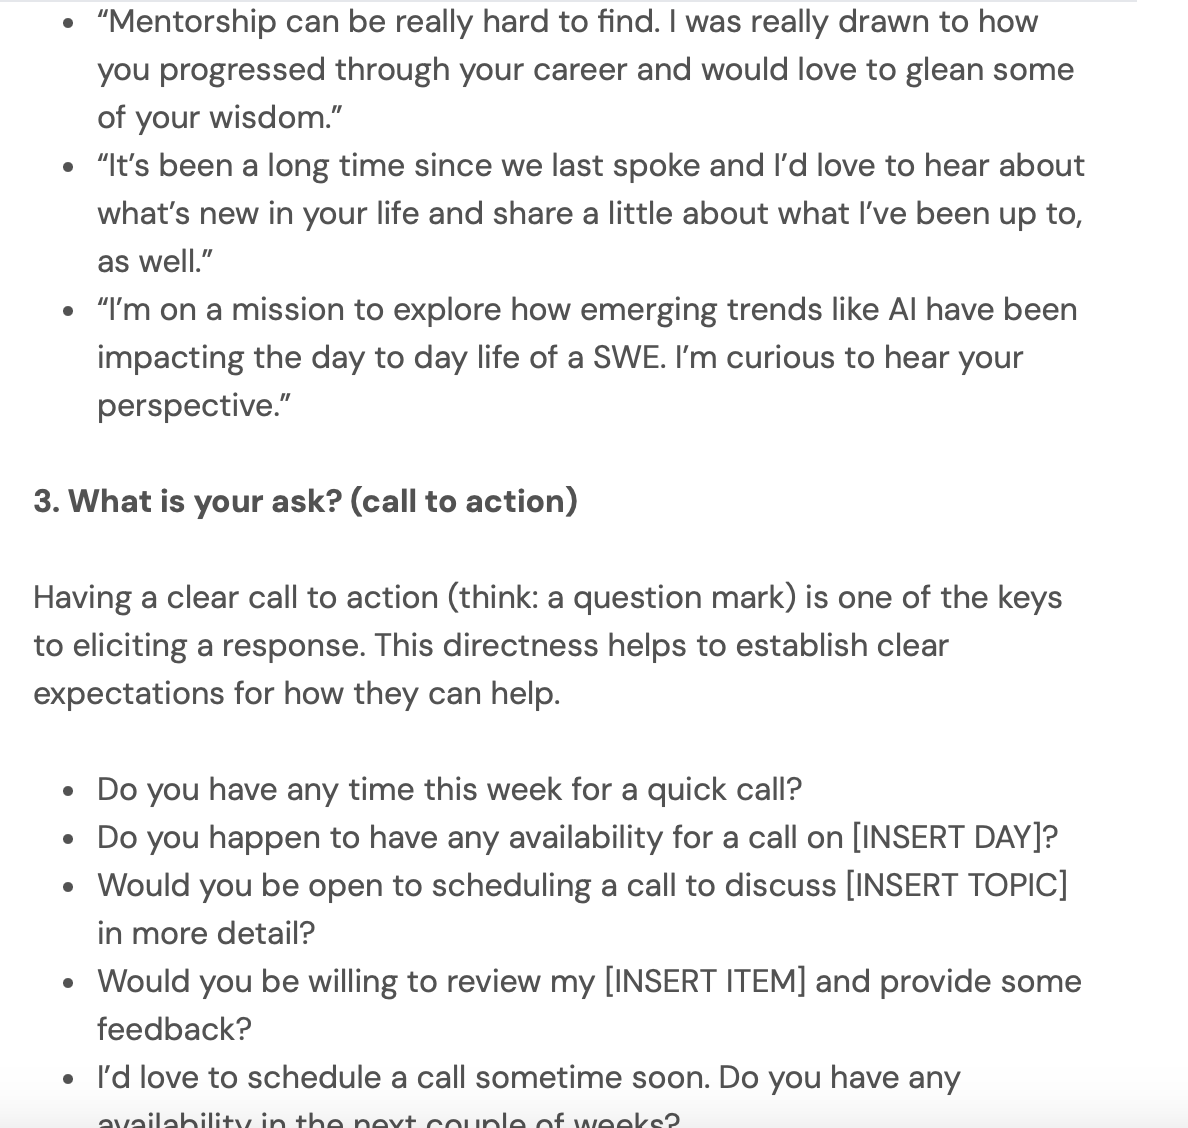 • “Mentorship can be really hard to find. I was really drawn to how
you progressed through your career and would love to glean some
of your wisdom.”
• “It’s been a long time since we last spoke and I’d love to hear about
what’s new in your life and share a little about what I’ve been up to,
as well.”
• “I’m on a mission to explore how emerging trends like AI have been
impacting the day to day life of a SWE. I’m curious to hear your
perspective.”
3. What is your ask? (call to action)
Having a clear call to action (think: a question mark) is one of the keys
to eliciting a response. This directness helps to establish clear
expectations for how they can help.
• Do you have any time this week for a quick call?
• Do you happen to have any availability for a call on [INSERT DAY]?
• Would you be open to scheduling a call to discuss [INSERT TOPIC]
in more detail?
• Would you be willing to review my [INSERT ITEM] and provide some
feedback?
• I’d love to schedule a call sometime soon. Do you have any
availability in the next couple of weeks?